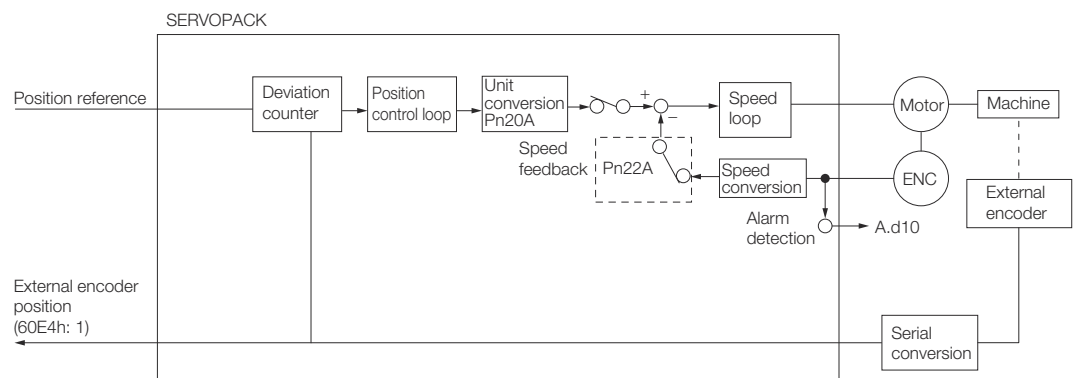 SERVOPACK
Position reference
Deviation
counter
Position
control loop
Unit
conversion
Pn20A
+
−
Speed
loop
Motor
Machine
Speed
feedback
Pn22A
Speed
conversion
ENC
External
encoder
Alarm
detection
A.d10
External encoder
position
(60E4h: 1)
Serial
conversion